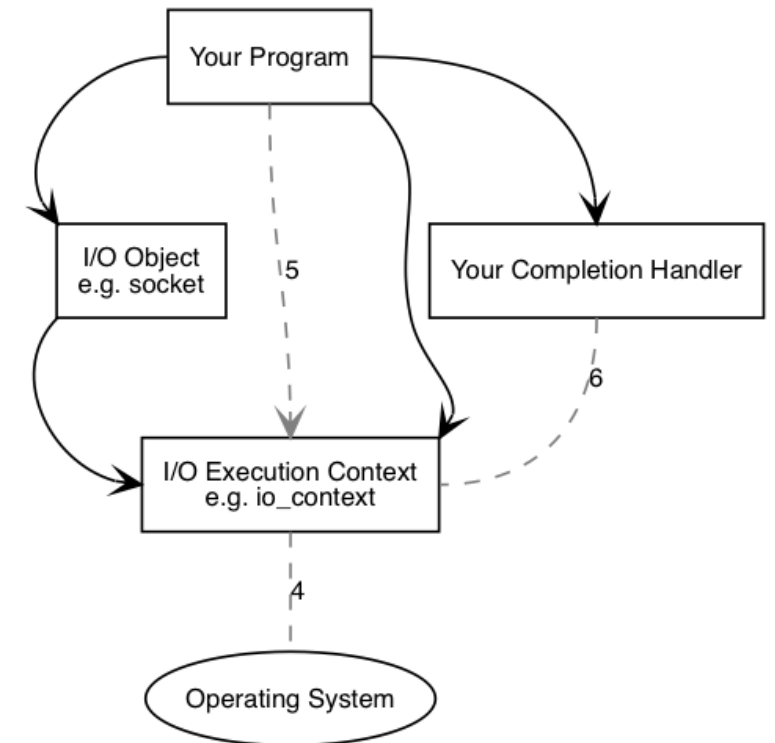 Your Program
I/O Object
e.g. socket
5
Your Completion Handler
6
I/O Execution Context
e.g. io_context
4
Operating System